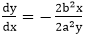 dy/dx = − 2b²x/2a²y